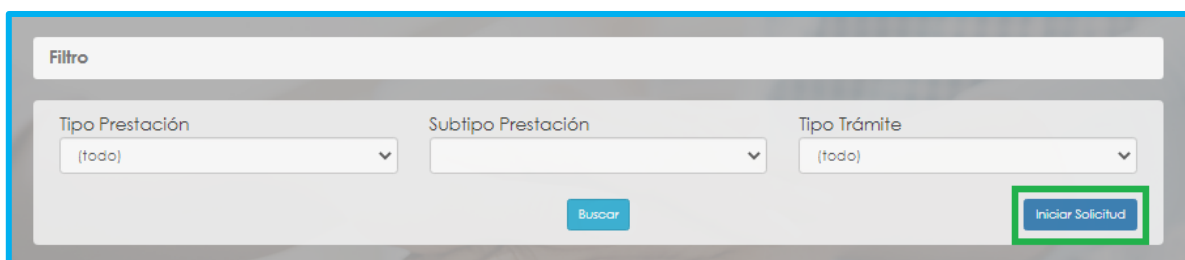 Filtro
Tipo Prestación Subtipo Prestación Tipo Trámite
(todo) (todo)
Buscar Iniciar Solicitud